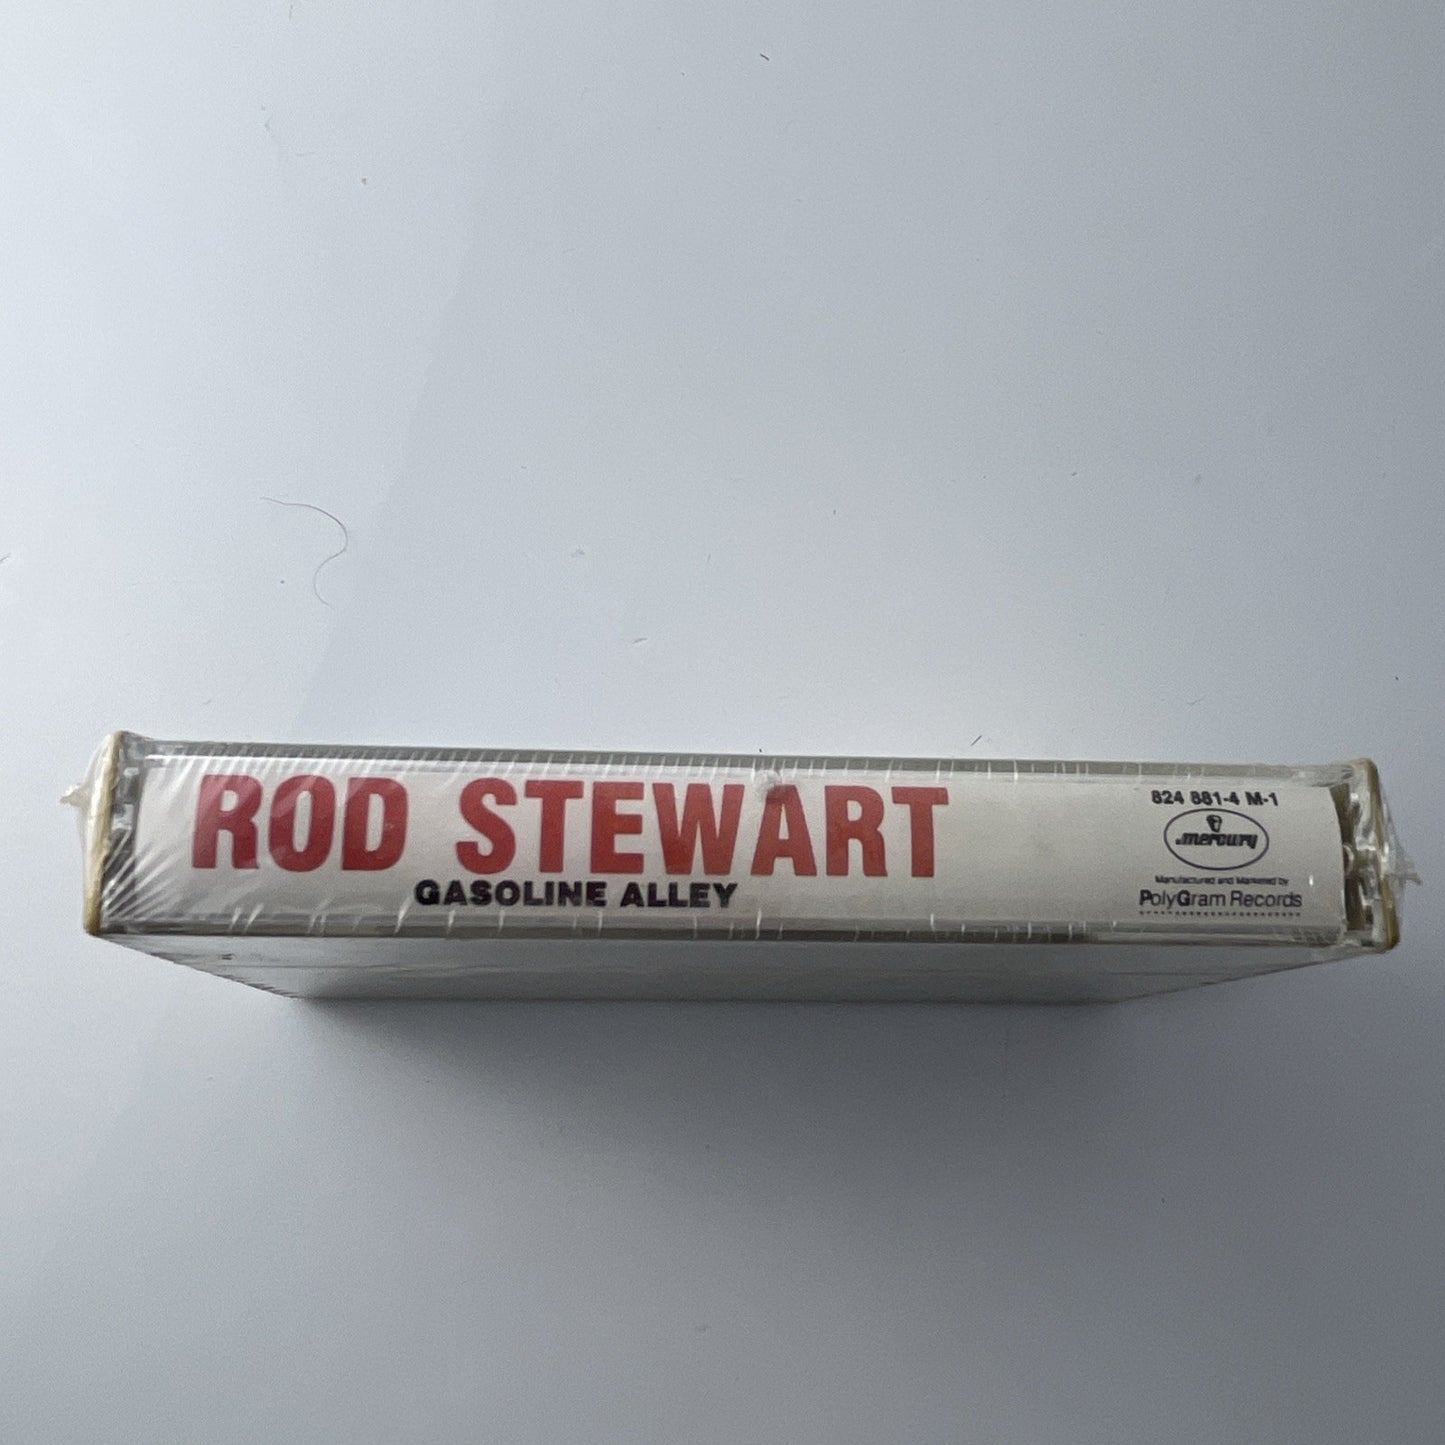 ROD STEWART
GASOLINE ALLEY
824 881-4 M-1
mercury
Manufactured and Marketed by
PolyGram Records